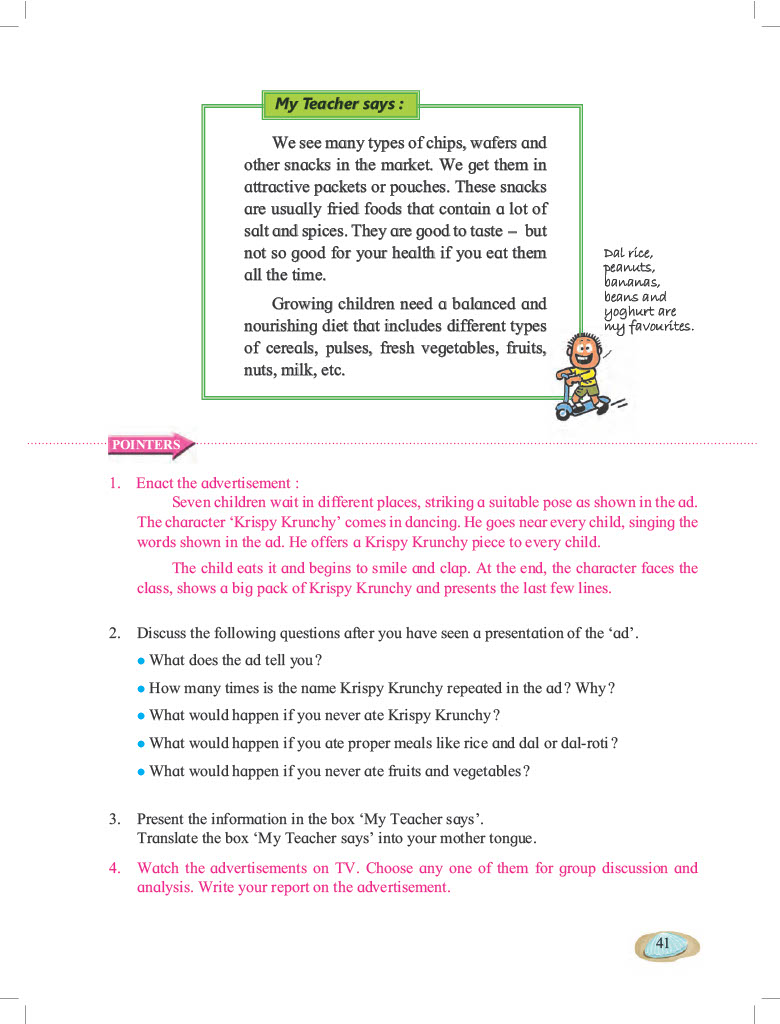 My Teacher says :
We see many types of chips, wafers and
other snacks in the market. We get them in
attractive packets or pouches. These snacks
are usually fried foods that contain a lot of
salt and spices. They are good to taste – but
not so good for your health if you eat them
all the time.
Growing children need a balanced and
nourishing diet that includes different types
of cereals, pulses, fresh vegetables, fruits,
nuts, milk, etc.
Dal rice,
peanuts,
bananas,
beans and
yoghurt are
my favourites.
POINTERS
1. Enact the advertisement :
Seven children wait in different places, striking a suitable pose as shown in the ad.
The character ‘Krispy Krunchy’ comes in dancing. He goes near every child, singing the
words shown in the ad. He offers a Krispy Krunchy piece to every child.
The child eats it and begins to smile and clap. At the end, the character faces the
class, shows a big pack of Krispy Krunchy and presents the last few lines.
2. Discuss the following questions after you have seen a presentation of the ‘ad’.
• What does the ad tell you?
• How many times is the name Krispy Krunchy repeated in the ad? Why?
• What would happen if you never ate Krispy Krunchy?
• What would happen if you ate proper meals like rice and dal or dal-roti?
• What would happen if you never ate fruits and vegetables?
3. Present the information in the box ‘My Teacher says’.
Translate the box ‘My Teacher says’ into your mother tongue.
4. Watch the advertisements on TV. Choose any one of them for group discussion and
analysis. Write your report on the advertisement.
41